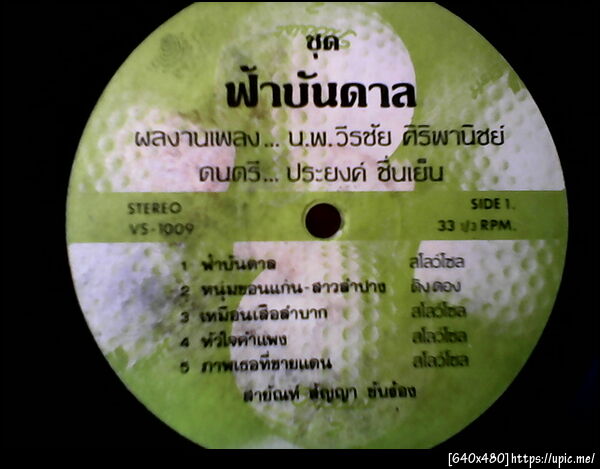 ชุด
ฟ้าบันดาล
ผลงานเพลง... น.พ.วีรชัย ศิริพานิชย์
ดนตรี... ประยงค์ ชื่นเย็น
STEREO
VS-1009
SIDE 1.
33 1/3 RPM.
1 ฟ้าบันดาล สโลว์โซล
2 หนุ่มขอนแก่น-สาวลำปาง ดิงดอง
3 เหมือนเสือลำบาก สโลว์โซล
4 หัวใจคำแพง สโลว์โซล
5 ภาพเธอที่ชายแดน สโลว์โซล
สายัณห์ สัญญา ขับร้อง
[640x480]https://upic.me/